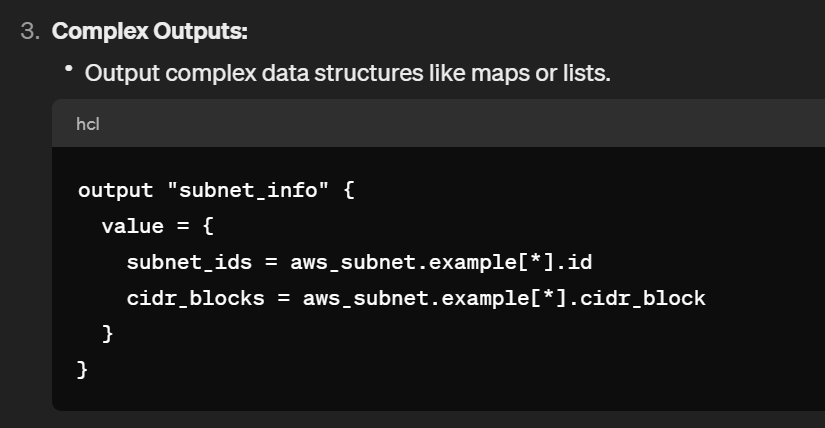 3. Complex Outputs:
• Output complex data structures like maps or lists.
hcl
output "subnet_info" {
  value = {
    subnet_ids = aws_subnet.example[*].id
    cidr_blocks = aws_subnet.example[*].cidr_block
  }
}